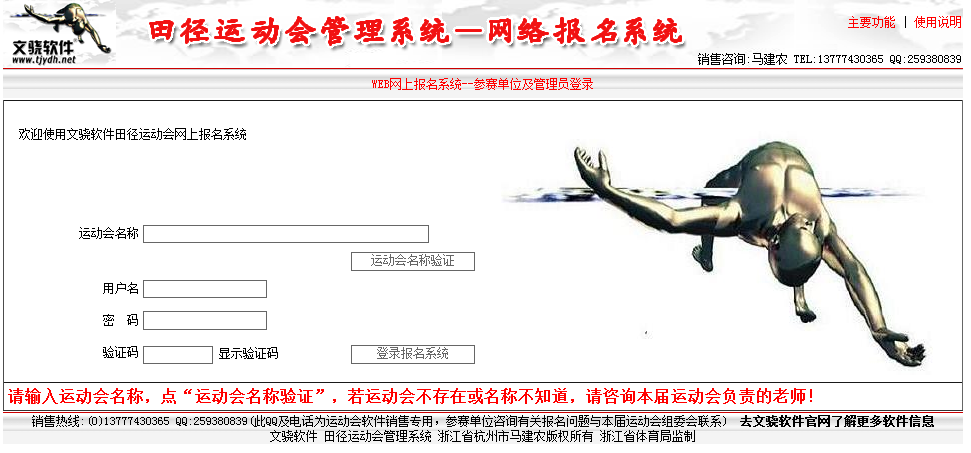 田径运动会管理系统－网络报名系统
主要功能 | 使用说明
文骁软件
www.tjydh.net
销售咨询:马建农 TEL:13777430365 QQ:259380839
WEB网上报名系统--参赛单位及管理员登录
欢迎使用文骁软件田径运动会网上报名系统
运动会名称
运动会名称验证
用户名
密 码
验证码 显示验证码 登录报名系统
请输入运动会名称，点“运动会名称验证”，若运动会不存在或名称不知道，请咨询本届运动会负责的老师！
销售热线:(0)13777430365 QQ:259380839(此QQ及电话为运动会软件销售专用，参赛单位咨询有关报名问题与本届运动会组委会联系) 去文骁软件官网了解更多软件信息
文骁软件 田径运动会管理系统 浙江省杭州市马建农版权所有 浙江省体育局监制